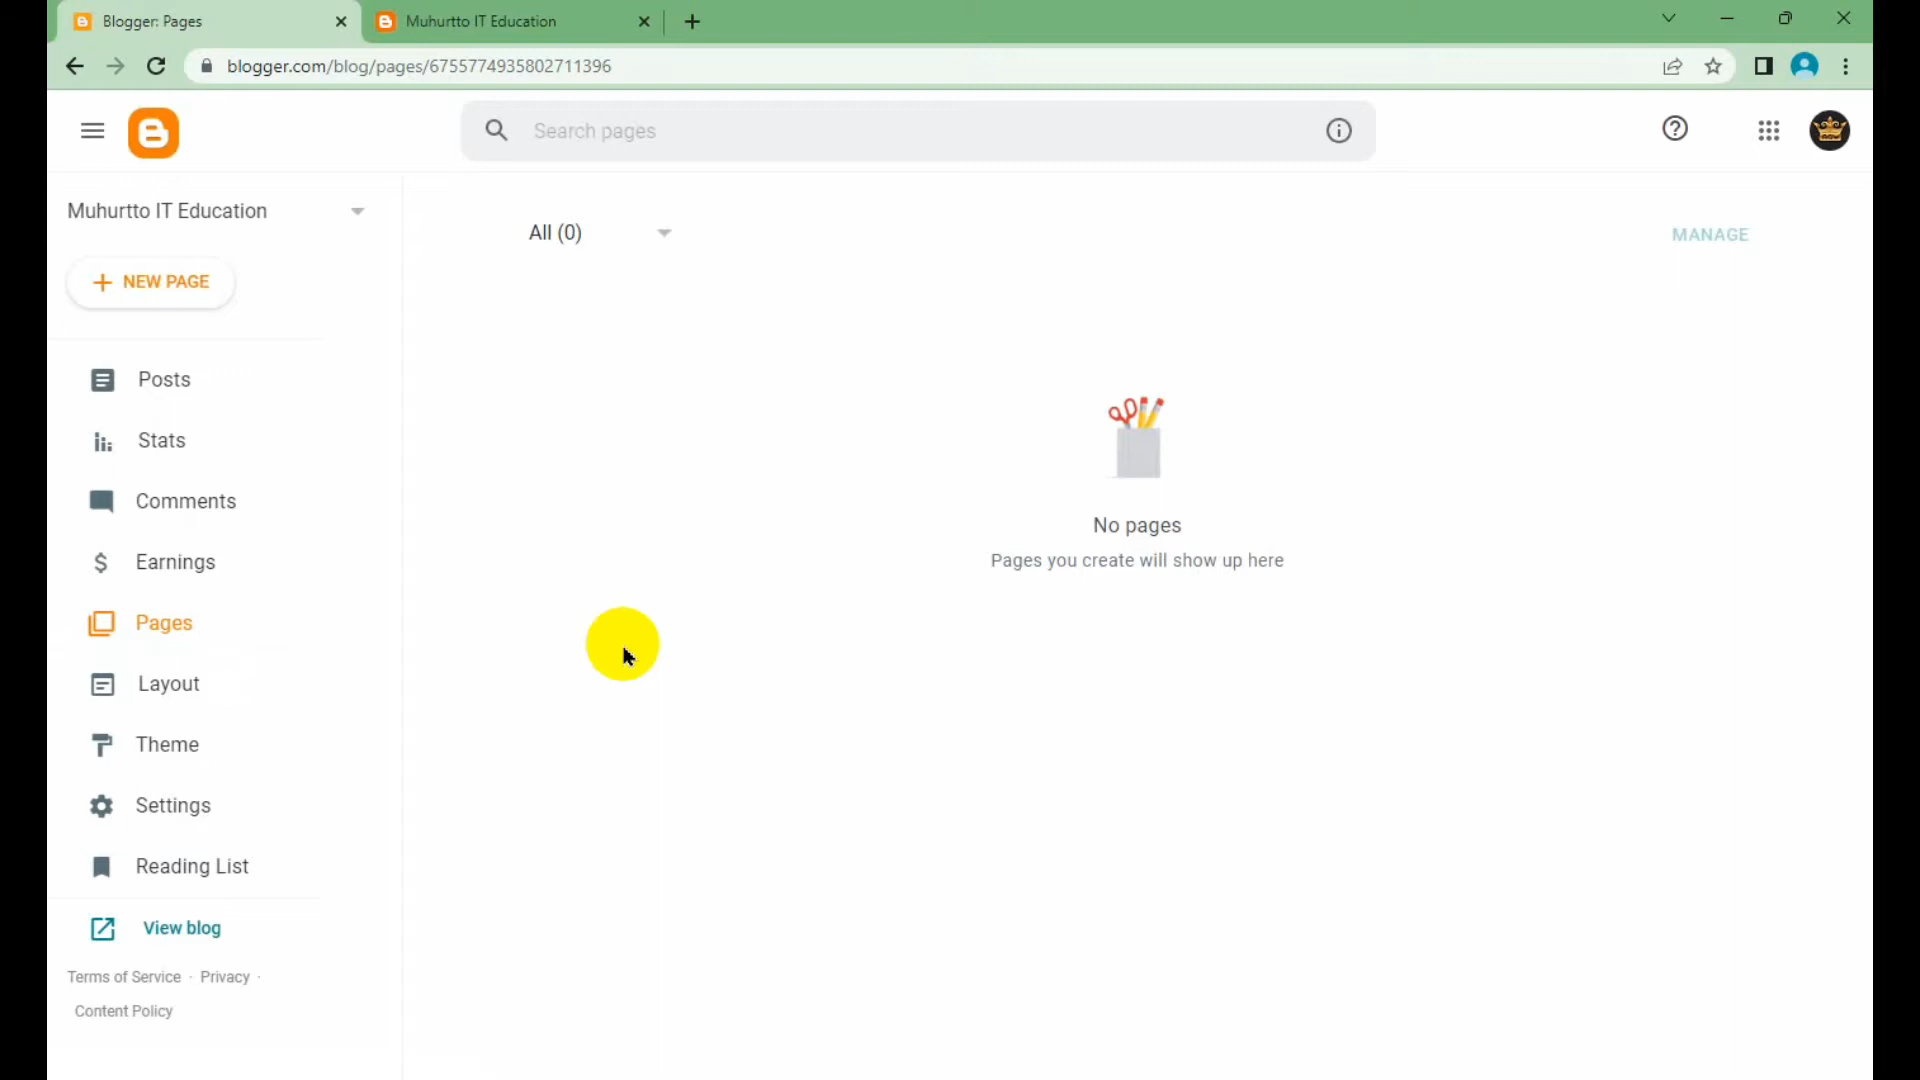 Blogger: Pages
Muhurtto IT Education
blogger.com/blog/pages/6755774935802711396
Search pages
Muhurtto IT Education
All (0)
MANAGE
NEW PAGE
Posts
Stats
Comments
Earnings
Pages
Layout
Theme
Settings
Reading List
View blog
Terms of Service · Privacy ·
Content Policy
No pages
Pages you create will show up here